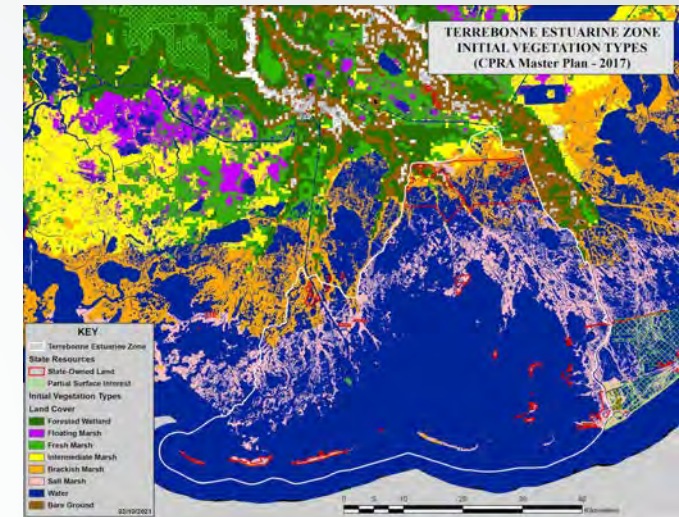 TERREBONNE ESTUARINE ZONE
INITIAL VEGETATION TYPES
(CPRA Master Plan - 2017)
KEY
Terrebonne Estuarine Zone
State Resources
State-Owned Land
Partial Surface Interest
Initial Vegetation Types
Land Cover
Forested Wetland
Floating Marsh
Fresh Marsh
Intermediate Marsh
Brackish Marsh
Salt Marsh
Water
Bare Ground
0 5 10 20 30 40
Kilometers